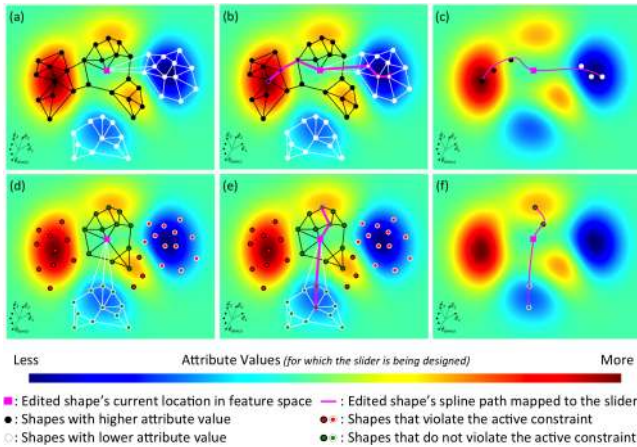 (a)
(b)
(c)
(d)
(e)
(f)
Less Attribute Values (for which the slider is being designed) More
: Edited shape's current location in feature space
: Edited shape's spline path mapped to the slider
: Shapes with higher attribute value
: Shapes that violate the active constraint
: Shapes with lower attribute value
: Shapes that do not violate the active constraint